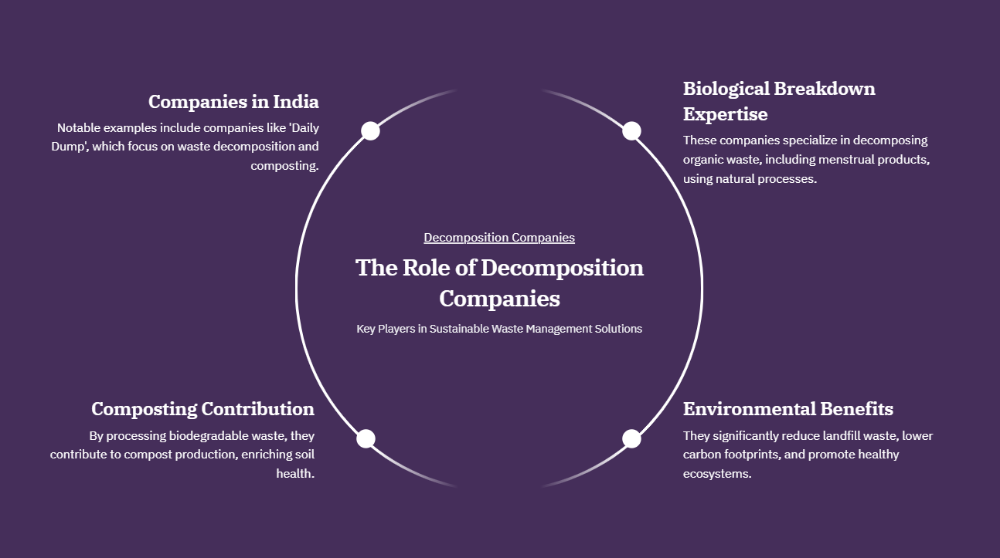 Companies in India
Notable examples include companies like 'Daily
Dump', which focus on waste decomposition and
composting.
Biological Breakdown
Expertise
These companies specialize in decomposing
organic waste, including menstrual products,
using natural processes.
Decomposition Companies
The Role of Decomposition
Companies
Key Players in Sustainable Waste Management Solutions
Composting Contribution
By processing biodegradable waste, they
contribute to compost production, enriching soil
health.
Environmental Benefits
They significantly reduce landfill waste, lower
carbon footprints, and promote healthy
ecosystems.